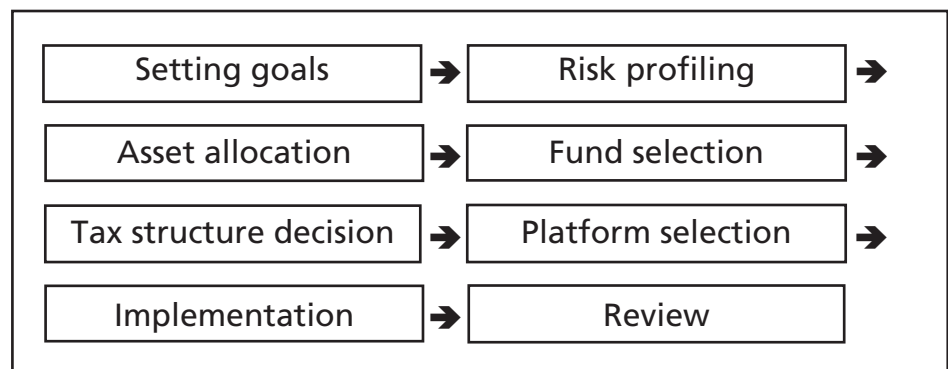 Setting goals ➔ Risk profiling ➔
Asset allocation ➔ Fund selection ➔
Tax structure decision ➔ Platform selection ➔
Implementation ➔ Review